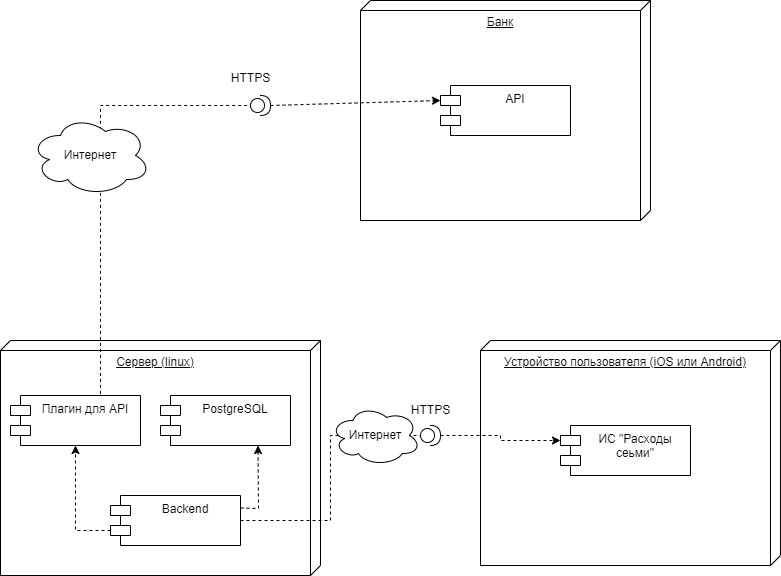 Банк
HTTPS
API
Интернет
Сервер (linux)
Устройство пользователя (iOS или Android)
Плагин для API
PostgreSQL
HTTPS
Интернет
ИС "Расходы
сеьми"
Backend